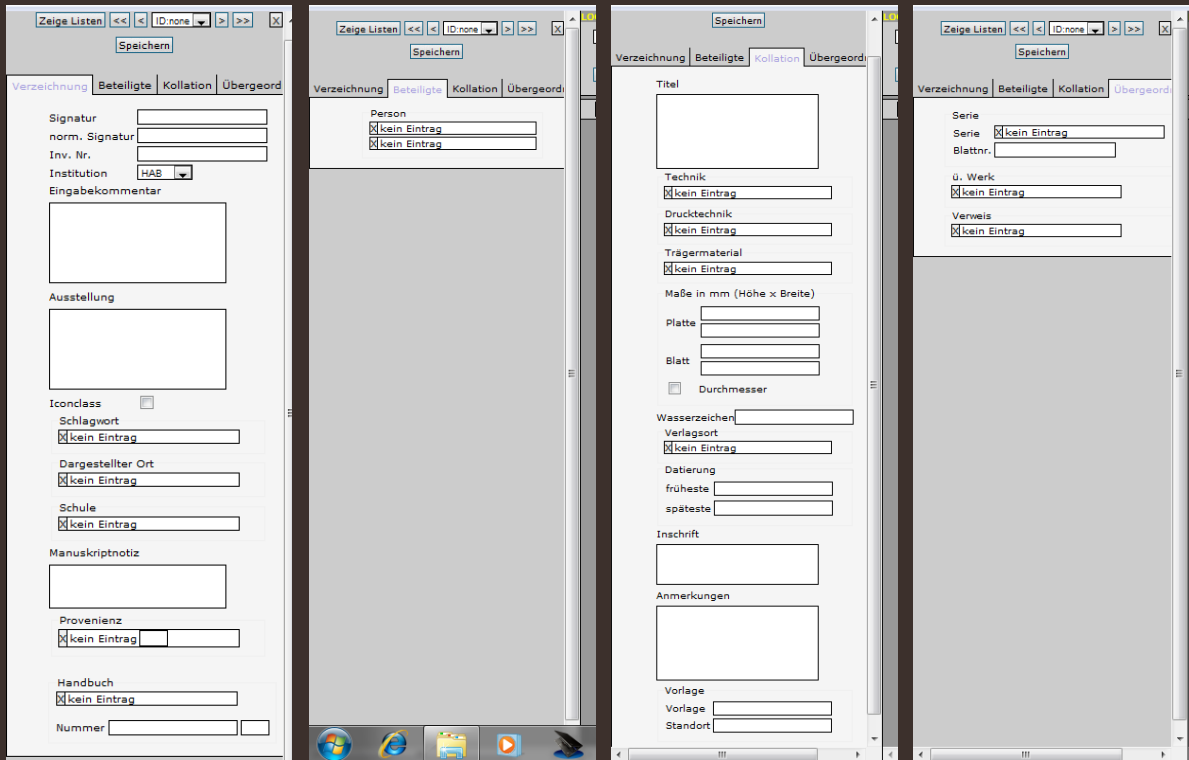 Zeige Listen << < ID:none > >> X
Speichern
Verzeichnung Beteiligte Kollation Übergeord
Signatur
norm. Signatur
Inv. Nr.
Institution HAB
Eingabekommentar
Ausstellung
Iconclass
Schlagwort
X kein Eintrag
Dargestellter Ort
X kein Eintrag
Schule
X kein Eintrag
Manuskriptnotiz
Provenienz
X kein Eintrag
Handbuch
X kein Eintrag
Nummer
Zeige Listen << < ID:none > >> X
Speichern
Verzeichnung Beteiligte Kollation Übergeord
Person
X kein Eintrag
X kein Eintrag
Speichern
Verzeichnung Beteiligte Kollation Übergeord
Titel
Technik
X kein Eintrag
Drucktechnik
X kein Eintrag
Trägermaterial
X kein Eintrag
Maße in mm (Höhe x Breite)
Platte
Blatt
Durchmesser
Wasserzeichen
Verlagsort
X kein Eintrag
Datierung
früheste
späteste
Inschrift
Anmerkungen
Vorlage
Vorlage
Standort
Zeige Listen << < ID:none > >> X
Speichern
Verzeichnung Beteiligte Kollation Übergeord
Serie
Serie X kein Eintrag
Blattnr.
ü. Werk
X kein Eintrag
Verweis
X kein Eintrag